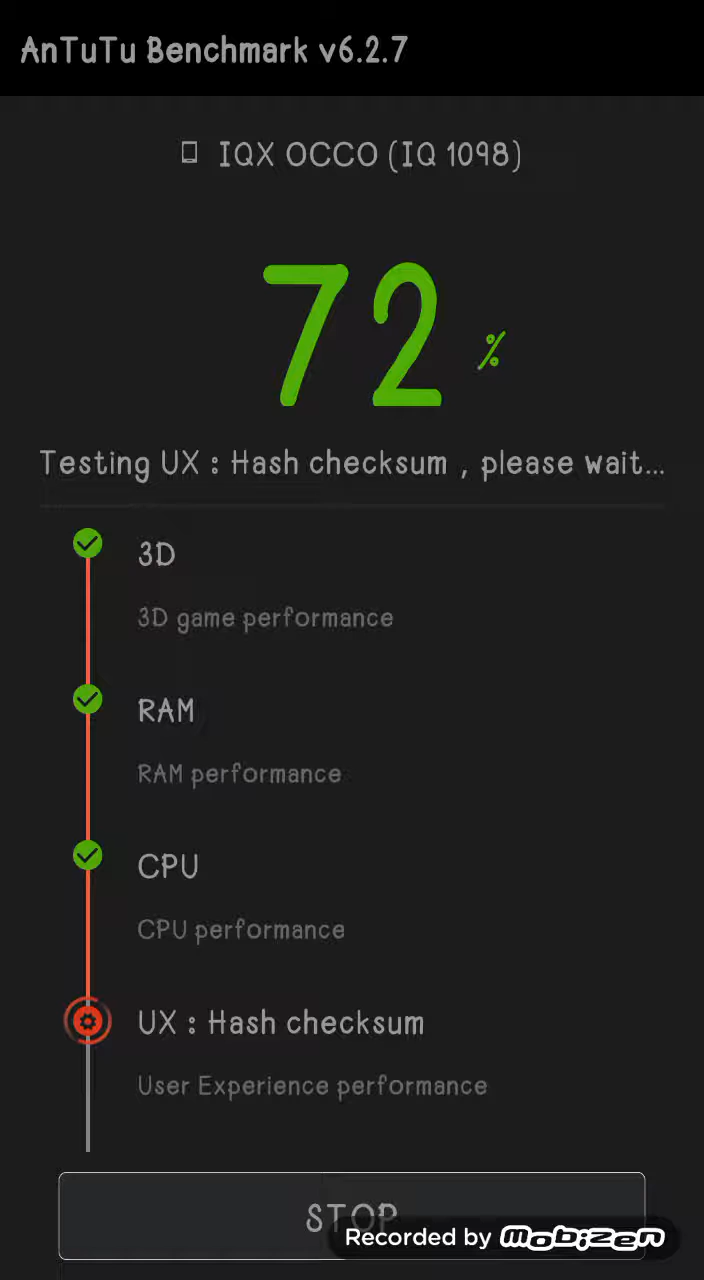 AnTuTu Benchmark v6.2.7
IQX OCCO (IQ 1098)
72 %
Testing UX : Hash checksum , please wait...
3D
3D game performance
RAM
RAM performance
CPU
CPU performance
UX : Hash checksum
User Experience performance
STOP
Recorded by mobizen